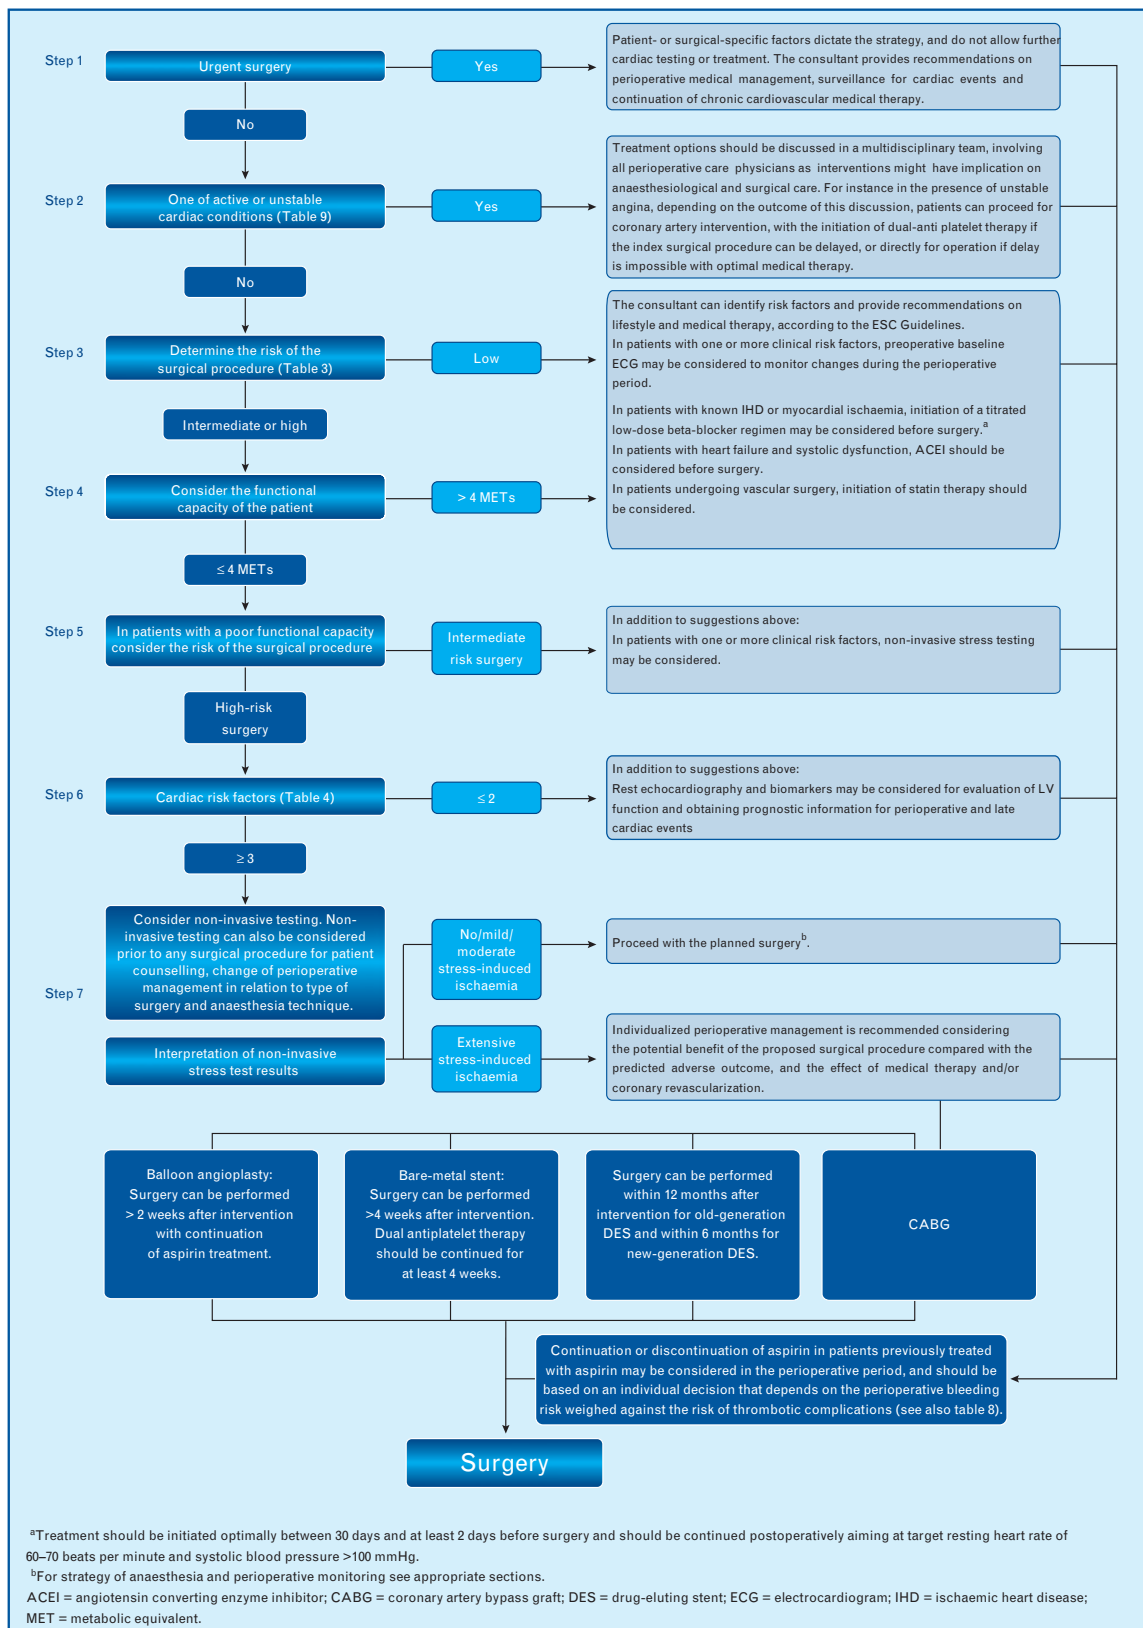 Step 1
Urgent surgery
Yes
Patient- or surgical-specific factors dictate the strategy, and do not allow further
cardiac testing or treatment. The consultant provides recommendations on
perioperative medical management, surveillance for cardiac events and
continuation of chronic cardiovascular medical therapy.
No
Step 2
One of active or unstable
cardiac conditions (Table 9)
Yes
Treatment options should be discussed in a multidisciplinary team, involving
all perioperative care physicians as interventions might have implication on
anaesthesiological and surgical care. For instance in the presence of unstable
angina, depending on the outcome of this discussion, patients can proceed for
coronary artery intervention, with the initiation of dual-anti platelet therapy if
the index surgical procedure can be delayed, or directly for operation if delay
is impossible with optimal medical therapy.
No
Step 3
Determine the risk of the
surgical procedure (Table 3)
Low
The consultant can identify risk factors and provide recommendations on
lifestyle and medical therapy, according to the ESC Guidelines.
In patients with one or more clinical risk factors, preoperative baseline
ECG may be considered to monitor changes during the perioperative
period.
In patients with known IHD or myocardial ischaemia, initiation of a titrated
low-dose beta-blocker regimen may be considered before surgery.a
In patients with heart failure and systolic dysfunction, ACEI should be
considered before surgery.
In patients undergoing vascular surgery, initiation of statin therapy should
be considered.
Intermediate or high
Step 4
Consider the functional
capacity of the patient
> 4 METs
≤ 4 METs
Step 5
In patients with a poor functional capacity
consider the risk of the surgical procedure
Intermediate
risk surgery
In addition to suggestions above:
In patients with one or more clinical risk factors, non-invasive stress testing
may be considered.
High-risk
surgery
Step 6
Cardiac risk factors (Table 4)
≤ 2
In addition to suggestions above:
Rest echocardiography and biomarkers may be considered for evaluation of LV
function and obtaining prognostic information for perioperative and late
cardiac events
≥ 3
Step 7
Consider non-invasive testing. Non-
invasive testing can also be considered
prior to any surgical procedure for patient
counselling, change of perioperative
management in relation to type of
surgery and anaesthesia technique.
No/mild/
moderate
stress-induced
ischaemia
Proceed with the planned surgeryb.
Interpretation of non-invasive
stress test results
Extensive
stress-induced
ischaemia
Individualized perioperative management is recommended considering
the potential benefit of the proposed surgical procedure compared with the
predicted adverse outcome, and the effect of medical therapy and/or
coronary revascularization.
Balloon angioplasty:
Surgery can be performed
> 2 weeks after intervention
with continuation
of aspirin treatment.
Bare-metal stent:
Surgery can be performed
>4 weeks after intervention.
Dual antiplatelet therapy
should be continued for
at least 4 weeks.
Surgery can be performed
within 12 months after
intervention for old-generation
DES and within 6 months for
new-generation DES.
CABG
Continuation or discontinuation of aspirin in patients previously treated
with aspirin may be considered in the perioperative period, and should be
based on an individual decision that depends on the perioperative bleeding
risk weighed against the risk of thrombotic complications (see also table 8).
Surgery
aTreatment should be initiated optimally between 30 days and at least 2 days before surgery and should be continued postoperatively aiming at target resting heart rate of
60–70 beats per minute and systolic blood pressure >100 mmHg.
bFor strategy of anaesthesia and perioperative monitoring see appropriate sections.
ACEI = angiotensin converting enzyme inhibitor; CABG = coronary artery bypass graft; DES = drug-eluting stent; ECG = electrocardiogram; IHD = ischaemic heart disease;
MET = metabolic equivalent.